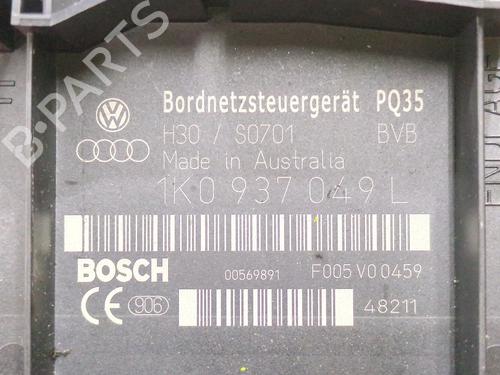 B-PARTS
Bordnetzsteuergerät PQ35
H30 / S0701 BVB
Made in Australia
1K0 937 049 L
BOSCH 00569891 F005 V0 0459
CE 906 48211